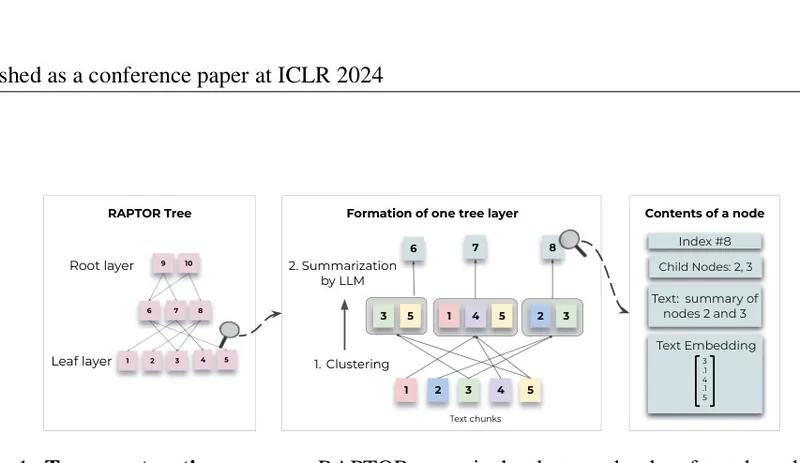 shed as a conference paper at ICLR 2024
RAPTOR Tree
Root layer
9 10
6 7 8
Leaf layer
1 2 3 4 5
Formation of one tree layer
6 7 8
2. Summarization
by LLM
3 5 1 4 5 2 3
1. Clustering
1 2 3 4 5
Text chunks
Contents of a node
Index #8
Child Nodes: 2, 3
Text: summary of
nodes 2 and 3
Text Embedding
3
.1
4
.1
5